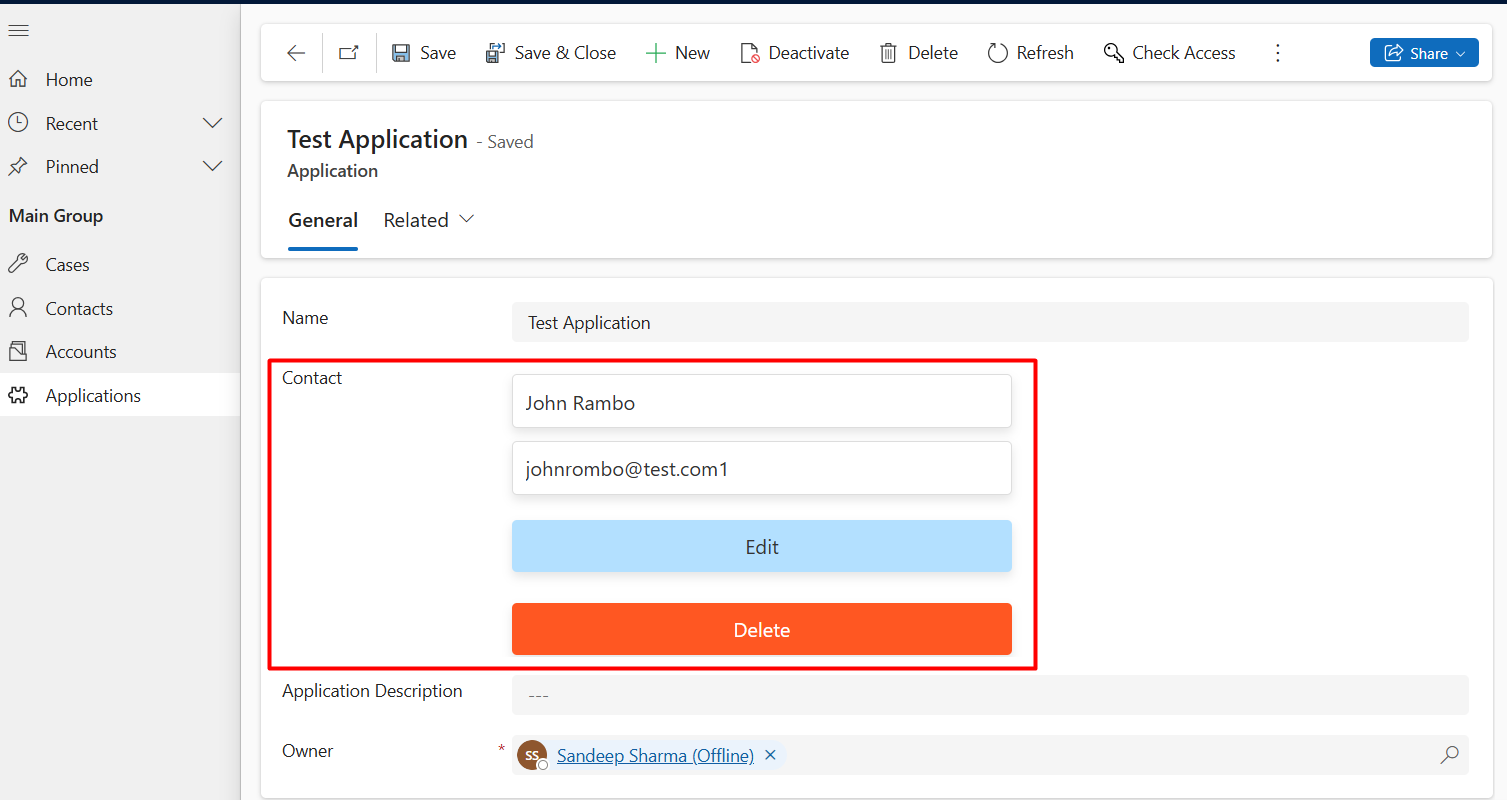 Save
Save & Close
New
Deactivate
Delete
Refresh
Check Access
Share
Home
Recent
Pinned
Main Group
Cases
Contacts
Accounts
Applications
Test Application - Saved
Application
General
Related
Name
Test Application
Contact
John Rambo
johnrombo@test.com1
Edit
Delete
Application Description
---
Owner
*
SS
Sandeep Sharma (Offline)